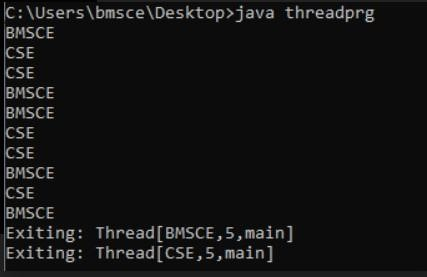 C:\Users\bmsce\Desktop>java threadprg
BMSCE
CSE
CSE
BMSCE
BMSCE
CSE
CSE
BMSCE
CSE
BMSCE
Exiting: Thread[BMSCE,5,main]
Exiting: Thread[CSE,5,main]